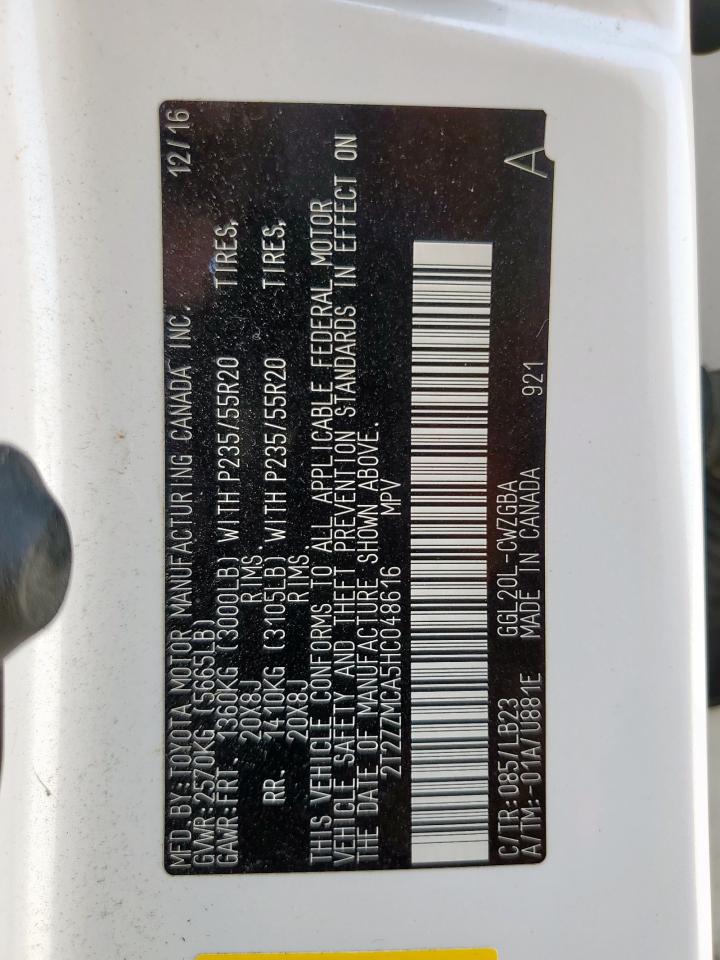 MFD.BY:TOYOTA MOTOR MANUFACTURING CANADA INC. 12/16
GVWR:2570KG (5665LB)
GAWR:FRT. 1360KG (3000LB) WITH P235/55R20 TIRES,
20X8J RIMS.
RR. 1410KG (3105LB) WITH P235/55R20 TIRES,
20X8J RIMS.
THIS VEHICLE CONFORMS TO ALL APPLICABLE FEDERAL MOTOR
VEHICLE SAFETY AND THEFT PREVENTION STANDARDS IN EFFECT ON
THE DATE OF MANUFACTURE SHOWN ABOVE.
2T2ZZMCA5HC048616 MPV
C/TR:085/LB23 GGL20L-CWZGBA
A/TM:-01A/U881E MADE IN CANADA 921 A